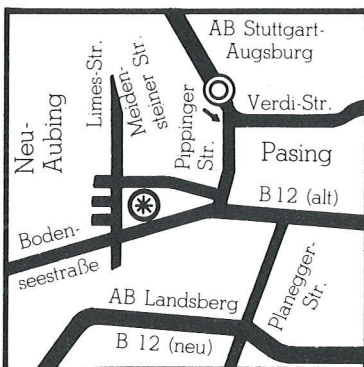 AB Stuttgart-
Augsburg
Limes-Str.
Meiden-
steiner Str.
Neu-
Aubing
Pippinger
Str.
Verdi-Str.
Pasing
B 12 (alt)
Boden-
seestraße
AB Landsberg
B 12 (neu)
Planegger-
Str.